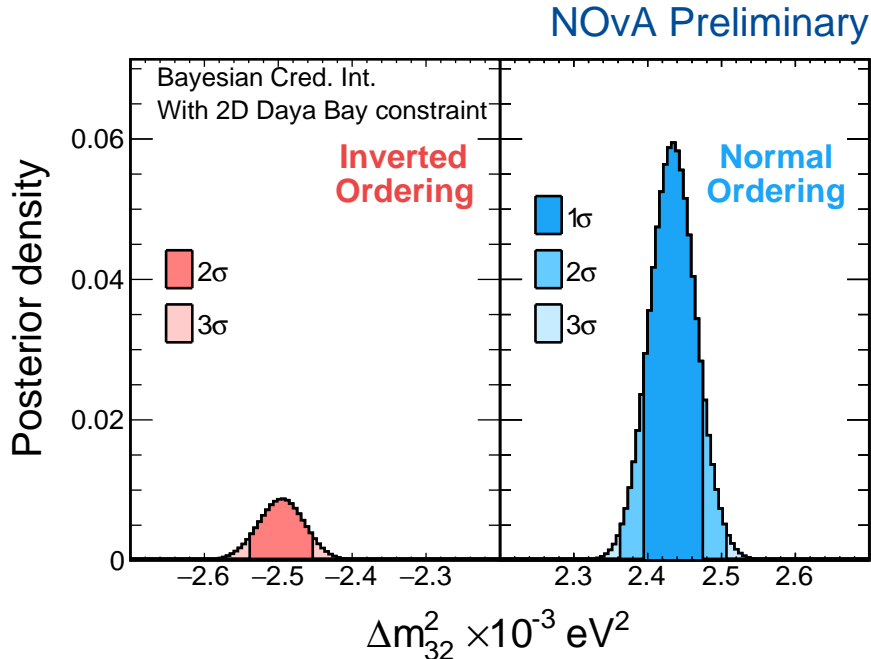 NOvA Preliminary
Bayesian Cred. Int.
With 2D Daya Bay constraint
Inverted
Ordering
Normal
Ordering
1σ
2σ
3σ
2σ
3σ
Posterior density
0.06
0.04
0.02
0
−2.6 −2.5 −2.4 −2.3 2.3 2.4 2.5 2.6
Δm²₃₂ ×10⁻³ eV²